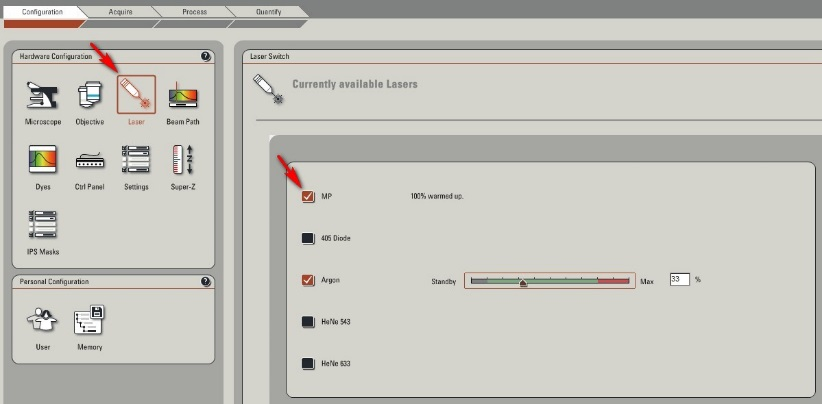 Configuration Acquire Process Quantify
Hardware Configuration ?
Microscope Objective Laser Beam Path
Dyes Ctrl Panel Settings Super-Z
IPS Masks
Personal Configuration ?
User Memory
Laser Switch
Currently available Lasers
MP 100% warmed up.
405 Diode
Argon Standby Max 33 %
HeNe 543
HeNe 633